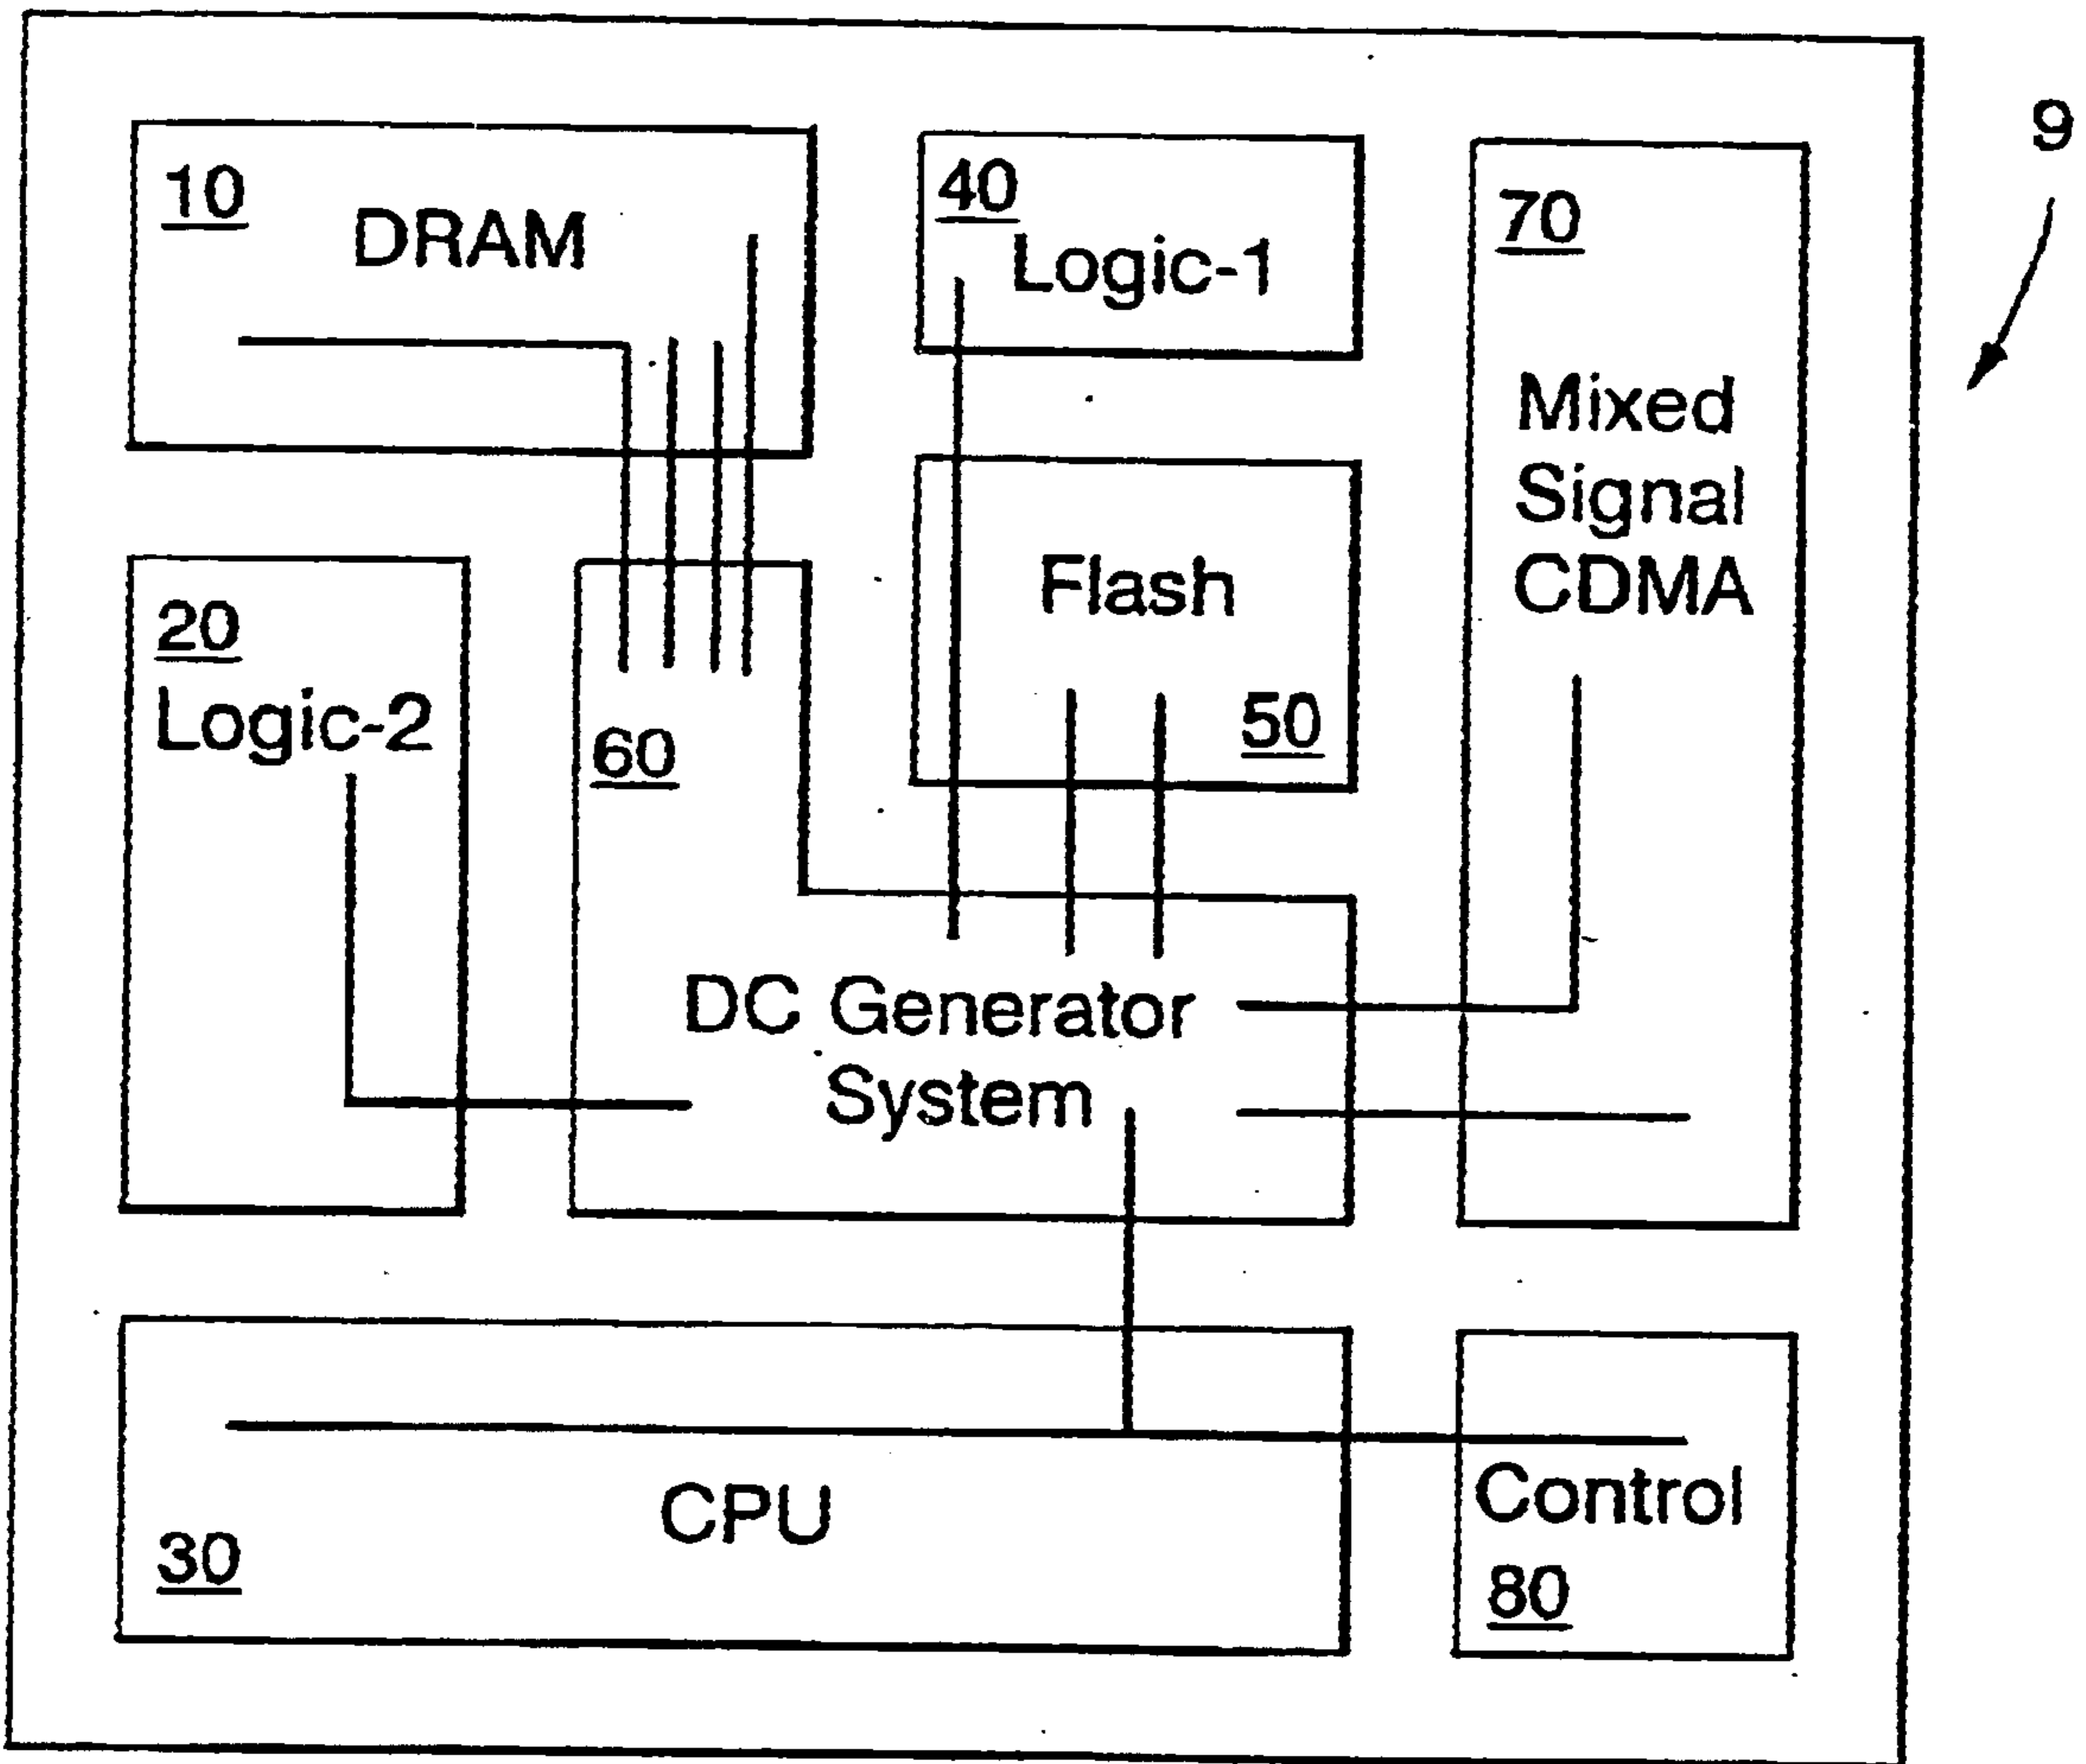 9
10
DRAM
40
Logic-1
70
Mixed
Signal
CDMA
20
Logic-2
60
Flash
50
DC Generator
System
CPU
30
Control
80